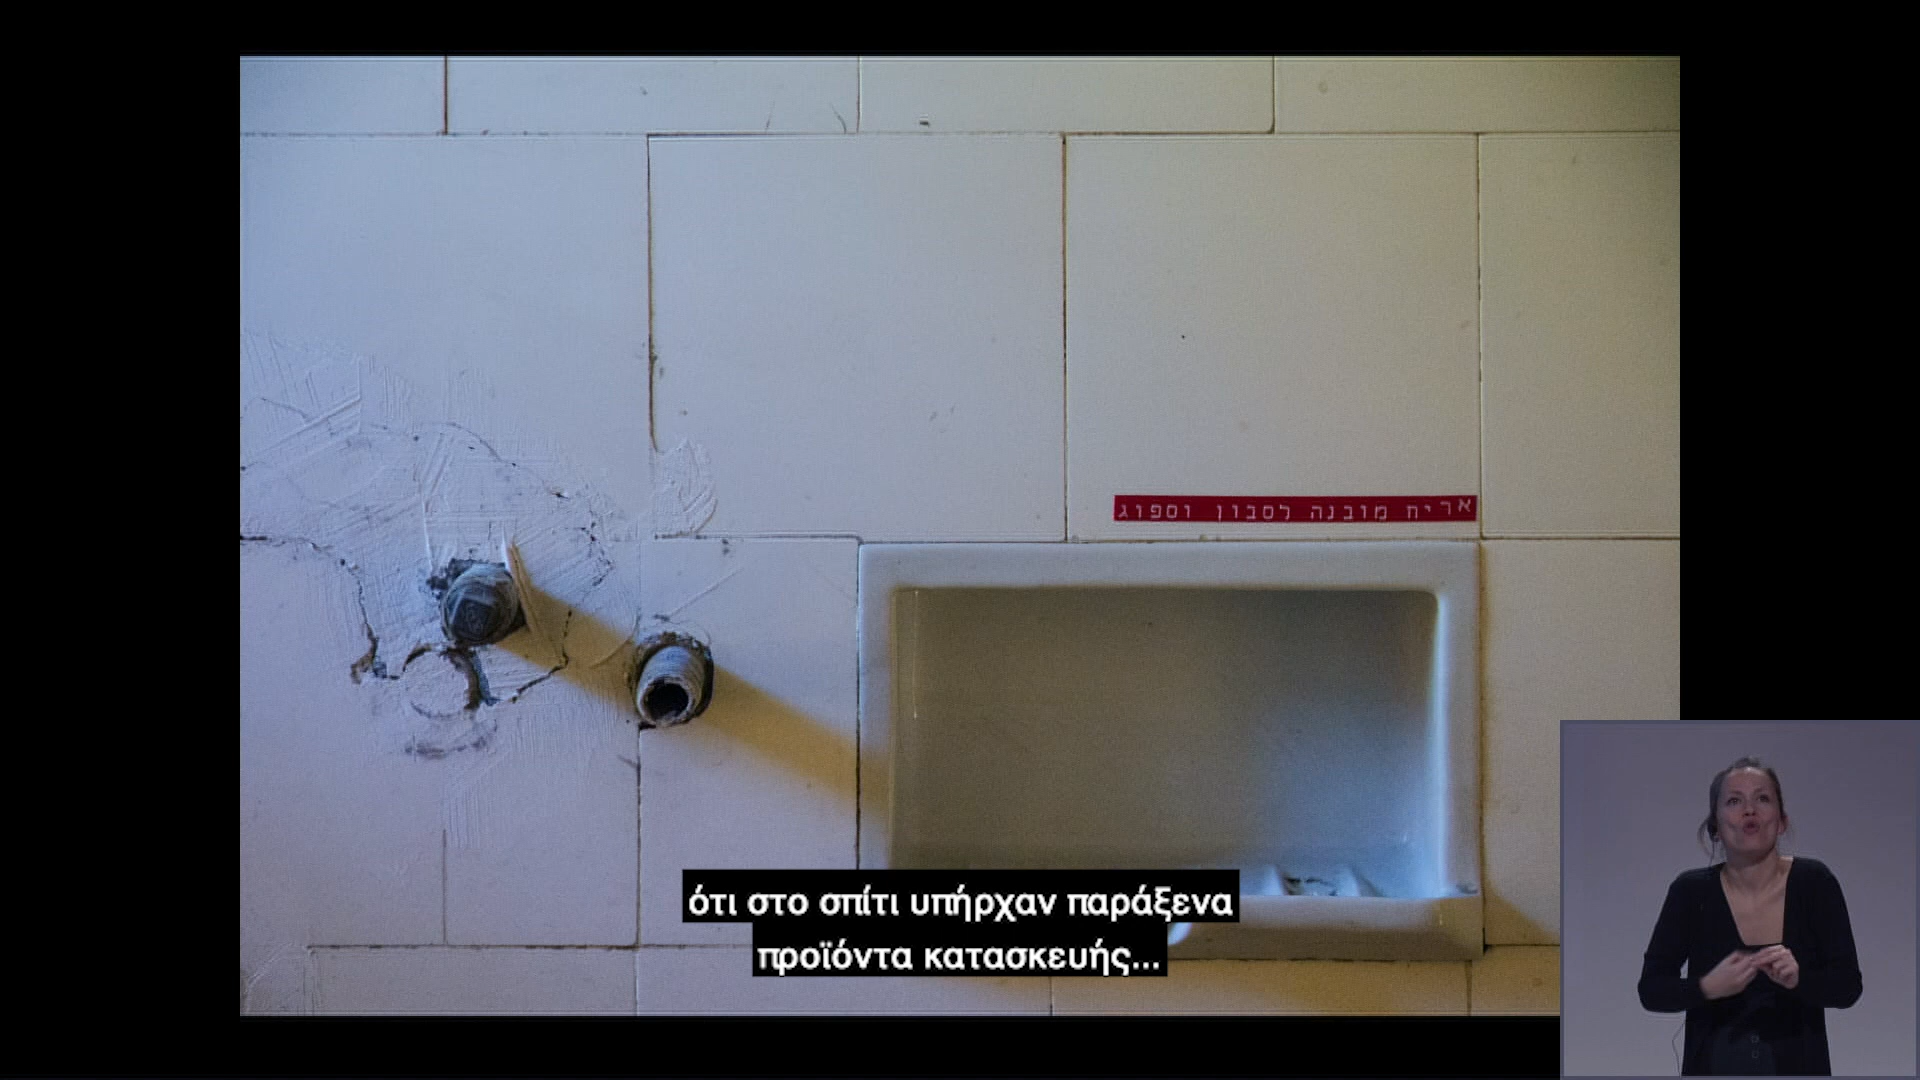 אריח מובנה לסבון וספוג
ότι στο σπίτι υπήρχαν παράξενα
προϊόντα κατασκευής...